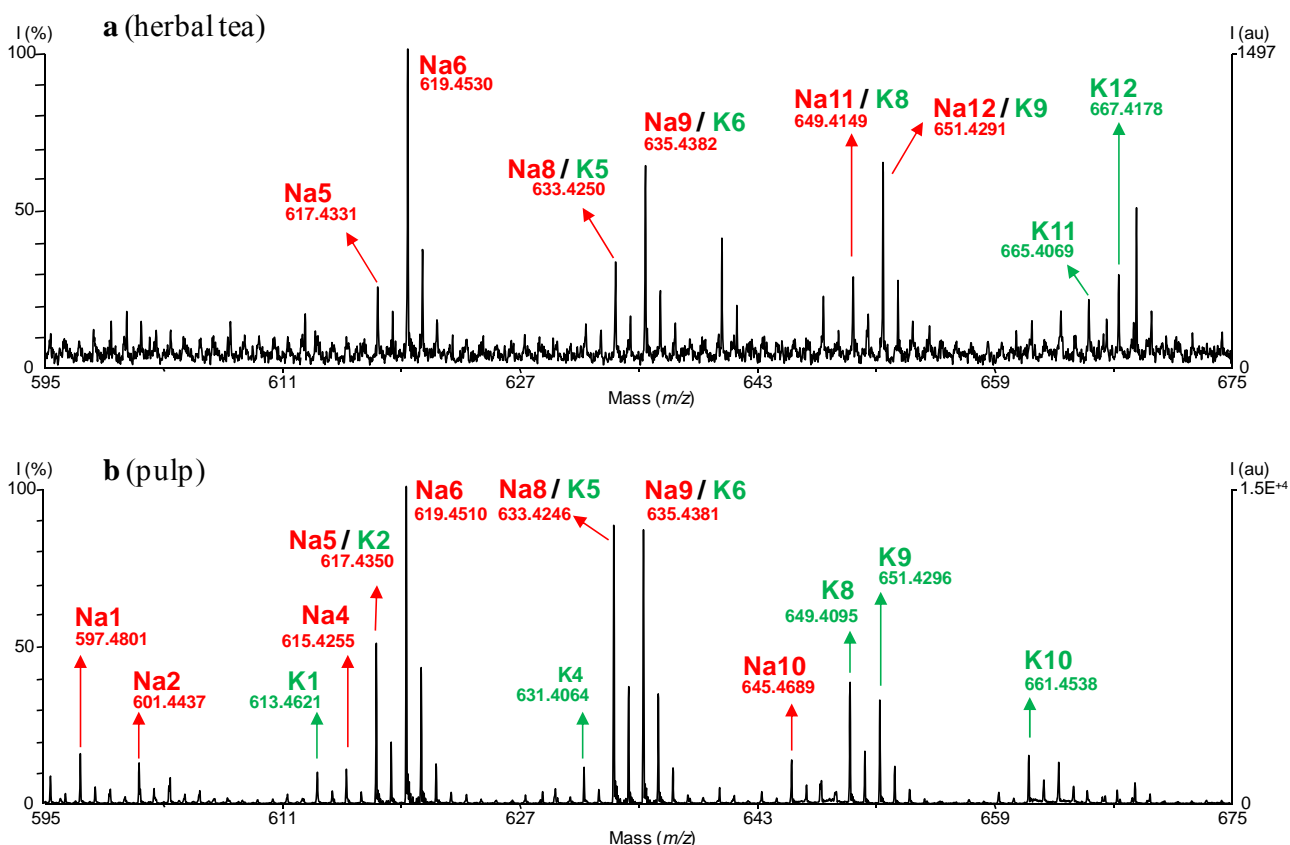 a (herbal tea)
I (%)
I (au)
100
1497
Na6
619.4530
Na11 / K8
649.4149
Na12 / K9
651.4291
K12
667.4178
Na9 / K6
635.4382
Na8 / K5
633.4250
Na5
617.4331
50
K11
665.4069
0
0
595
611
627
643
659
675
Mass (m/z)
b (pulp)
I (%)
I (au)
100
1.5E+4
Na6
619.4510
Na8 / K5
633.4246
Na9 / K6
635.4381
Na5 / K2
617.4350
K9
651.4296
Na1
597.4801
Na4
615.4255
K8
649.4095
50
Na2
601.4437
K1
613.4621
K4
631.4064
Na10
645.4689
K10
661.4538
0
0
595
611
627
643
659
675
Mass (m/z)